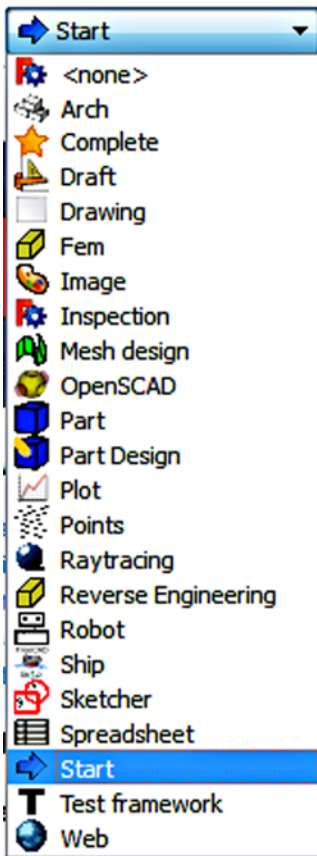 Start
<none>
Arch
Complete
Draft
Drawing
Fem
Image
Inspection
Mesh design
OpenSCAD
Part
Part Design
Plot
Points
Raytracing
Reverse Engineering
Robot
Ship
Sketcher
Spreadsheet
Start
Test framework
Web